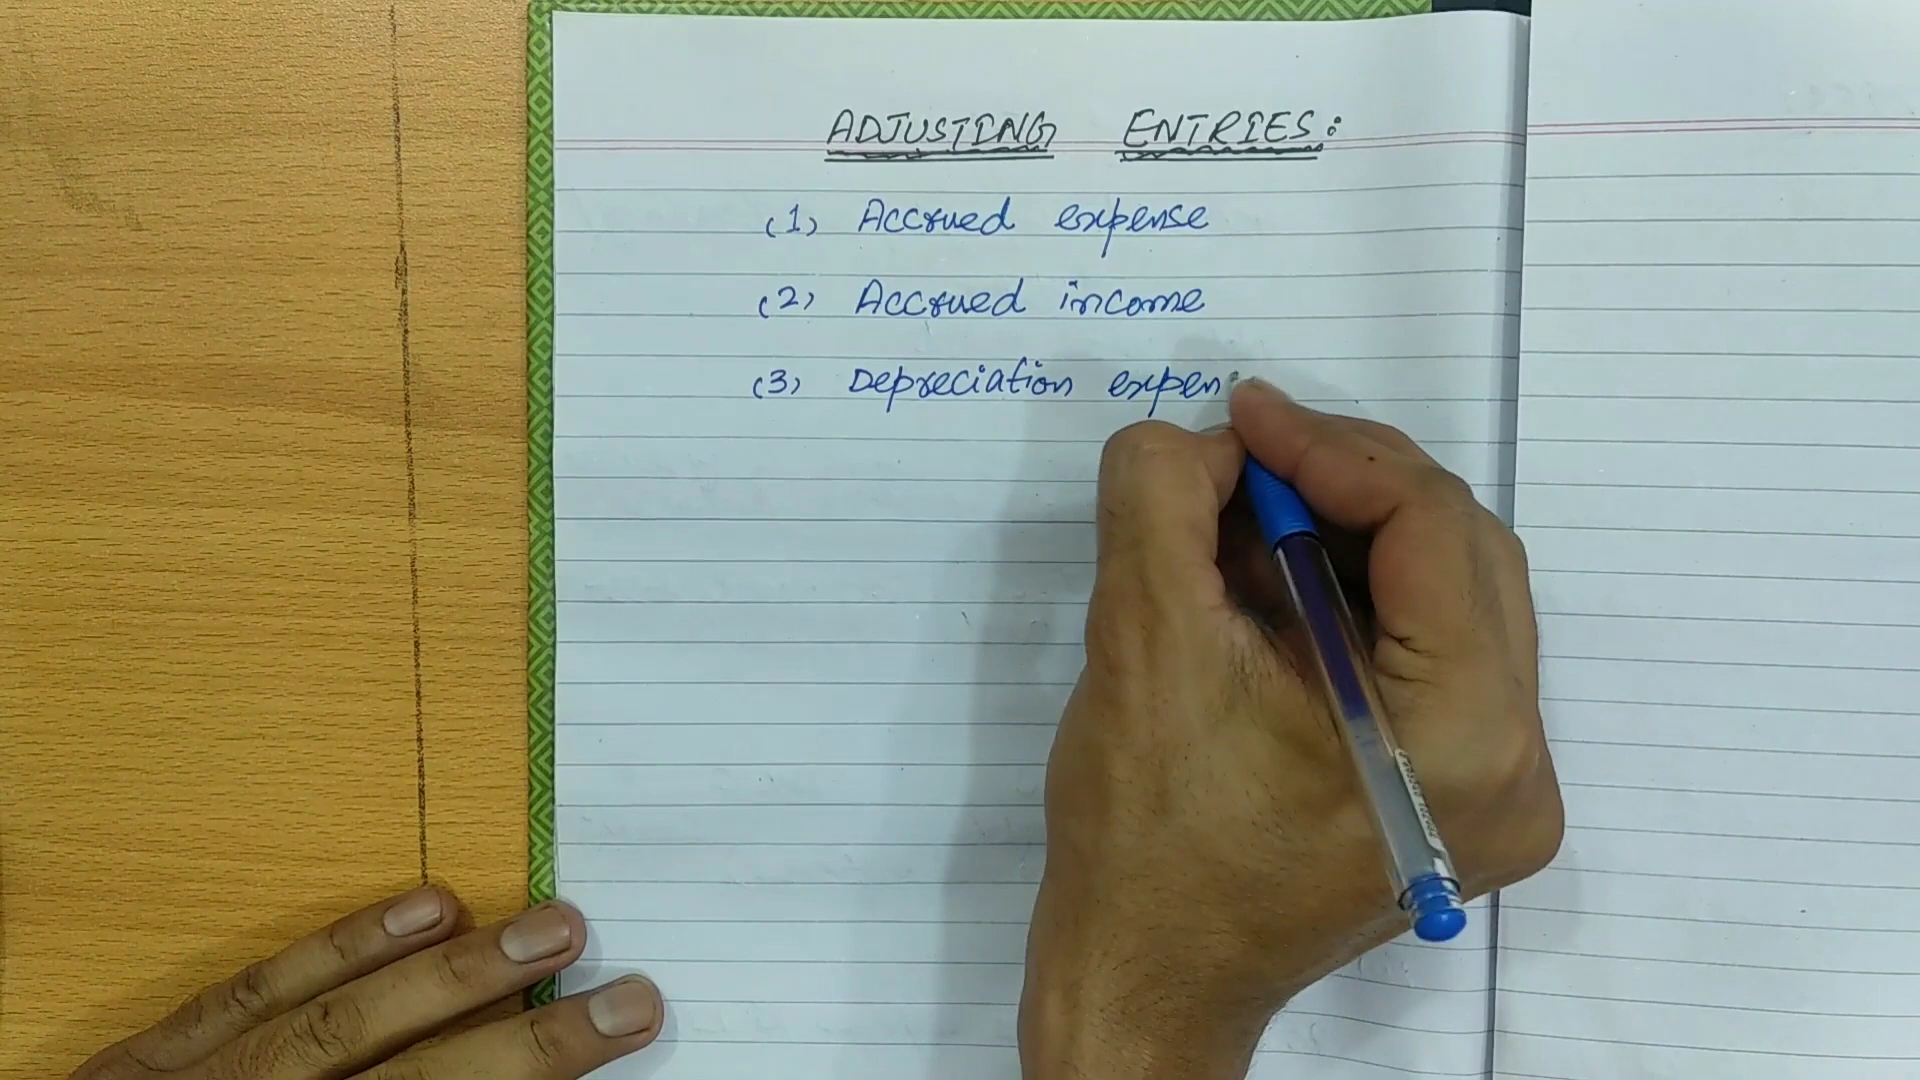 ADJUSTING ENTRIES:
(1) Accrued expense
(2) Accrued income
(3) Depreciation expen